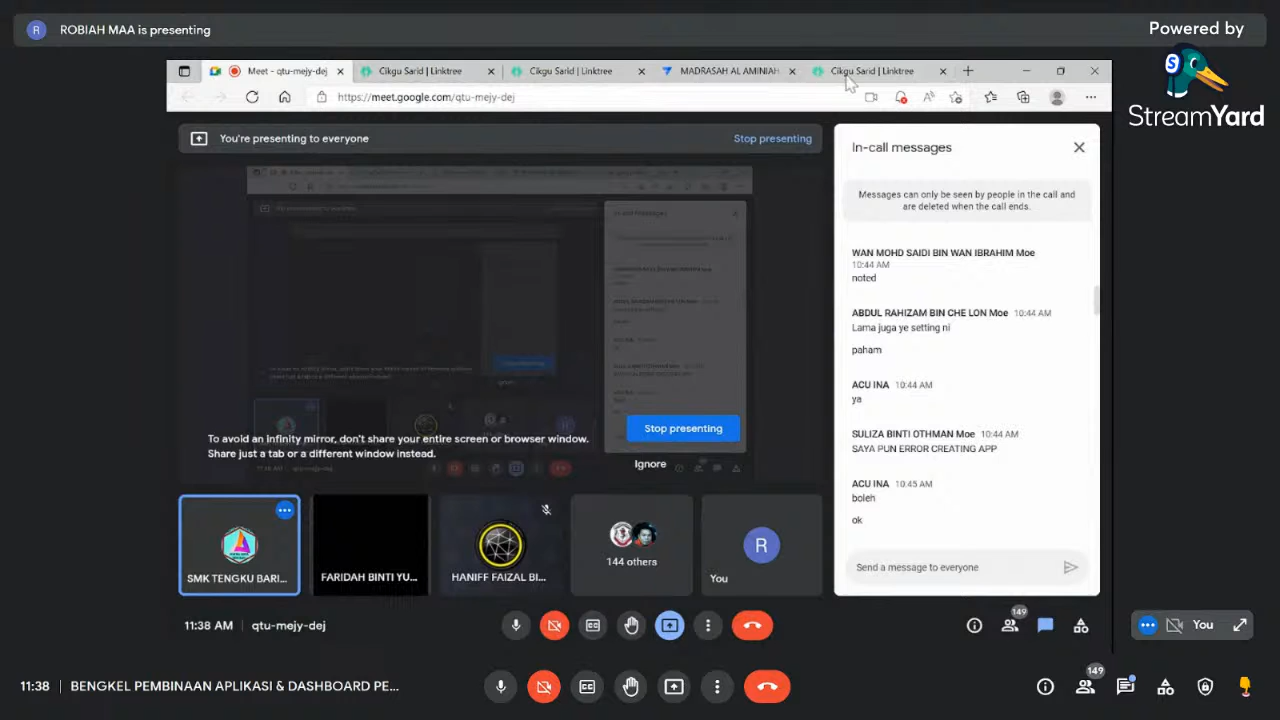 R ROBIAH MAA is presenting
Powered by
S
StreamYard
Meet - qtu-mejy-dej
Cikgu Sarid | Linktree
Cikgu Sarid | Linktree
MADRASAH AL AMINIAH
Cikgu Sarid | Linktree
https://meet.google.com/qtu-mejy-dej
You're presenting to everyone
Stop presenting
In-call messages
Messages can only be seen by people in the call and
are deleted when the call ends.
WAN MOHD SAIDI BIN WAN IBRAHIM Moe
10:44 AM
noted
ABDUL RAHIZAM BIN CHE LON Moe 10:44 AM
Lama juga ye setting ni
paham
ACU INA 10:44 AM
ya
SULIZA BINTI OTHMAN Moe 10:44 AM
SAYA PUN ERROR CREATING APP
ACU INA 10:45 AM
boleh
ok
Send a message to everyone
In-call messages
Stop presenting
Ignore
To avoid an infinity mirror, don't share your entire screen or browser window.
Share just a tab or a different window instead.
SMK TENGKU BARI...
FARIDAH BINTI YU...
HANIFF FAIZAL BI...
144 others
R
You
11:38 AM | qtu-mejy-dej
149
You
11:38 | BENGKEL PEMBINAAN APLIKASI & DASHBOARD PE...
149